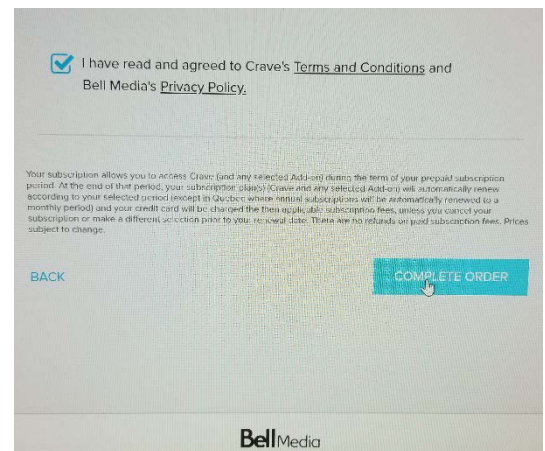 I have read and agreed to Crave's Terms and Conditions and
Bell Media's Privacy Policy.
Your subscription allows you to access Crave (and any selected Add-on) during the term of your prepaid subscription
period. At the end of that period, your subscription plan(s) (Crave and any selected Add-on) will automatically renew
according to your selected period (except in Quebec where annual subscriptions will be automatically renewed to a
monthly period) and your credit card will be charged the then applicable subscription fees, unless you cancel your
subscription or make a different selection prior to your renewal date. There are no refunds on paid subscription fees. Prices
subject to change.
BACK
COMPLETE ORDER
Bell Media